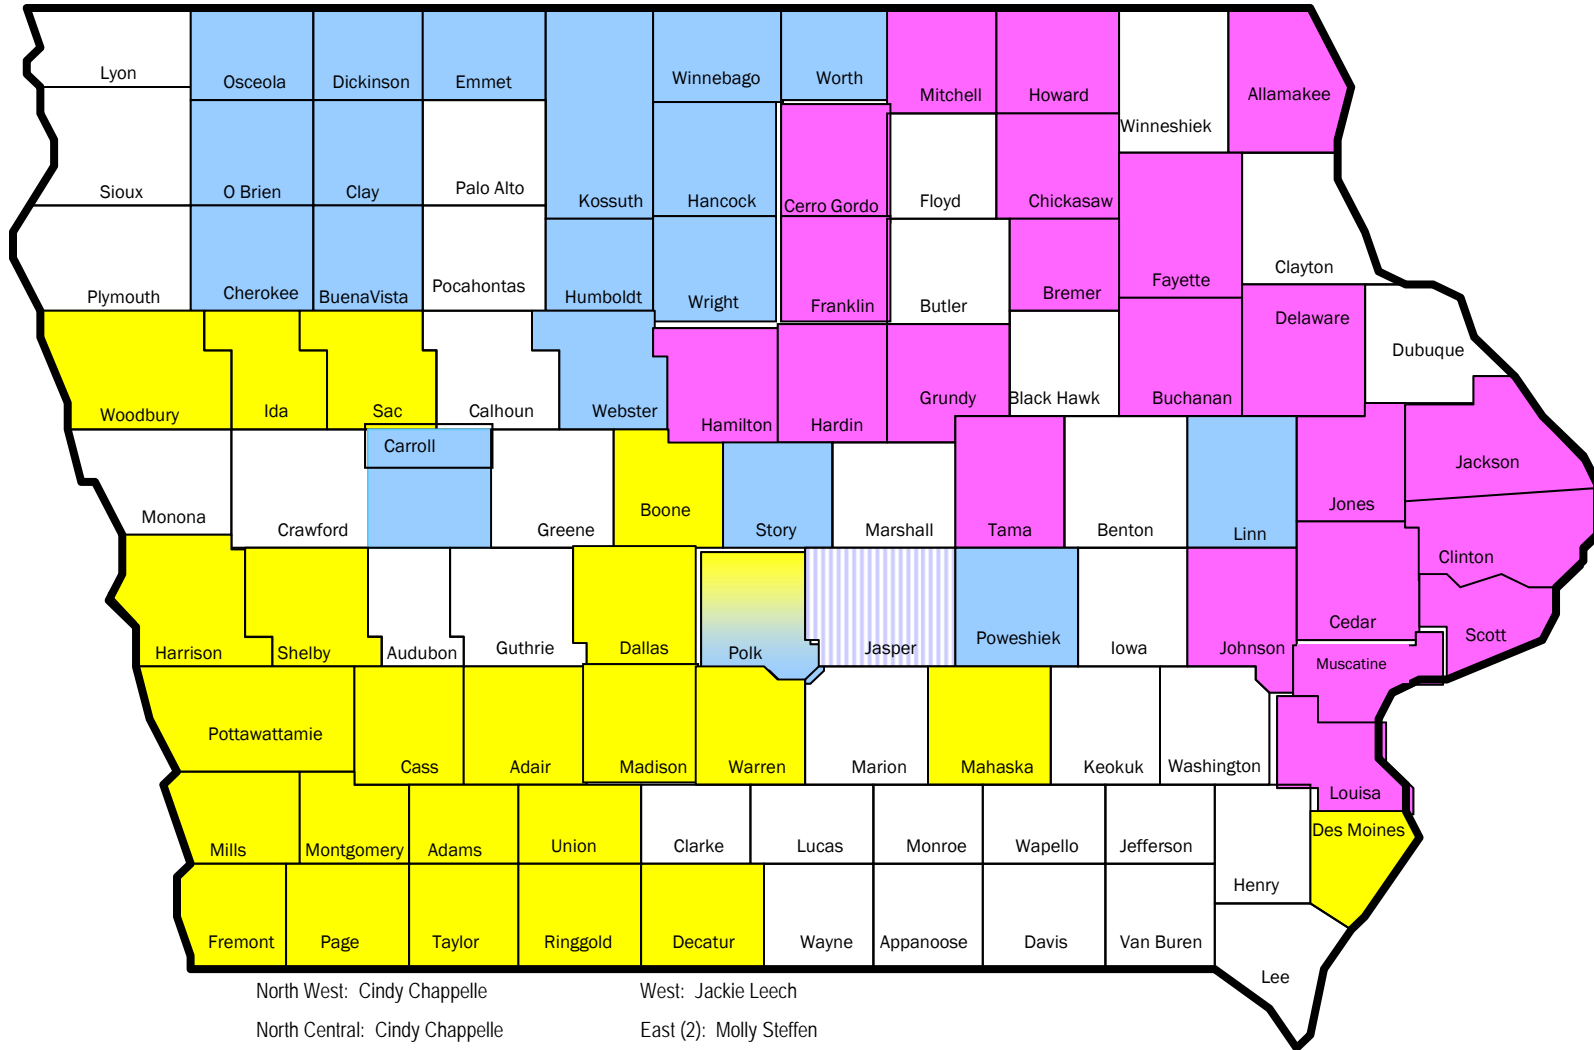 Lyon
Osceola
Dickinson
Emmet
Winnebago
Worth
Mitchell
Howard
Winneshiek
Allamakee
Sioux
O Brien
Clay
Palo Alto
Kossuth
Hancock
Cerro Gordo
Floyd
Chickasaw
Plymouth
Cherokee
BuenaVista
Pocahontas
Humboldt
Wright
Franklin
Butler
Bremer
Fayette
Clayton
Delaware
Dubuque
Woodbury
Ida
Sac
Calhoun
Webster
Hamilton
Hardin
Grundy
Black Hawk
Buchanan
Monona
Crawford
Carroll
Greene
Boone
Story
Marshall
Tama
Benton
Linn
Jones
Jackson
Clinton
Harrison
Shelby
Audubon
Guthrie
Dallas
Polk
Jasper
Poweshiek
Iowa
Johnson
Cedar
Scott
Muscatine
Pottawattamie
Cass
Adair
Madison
Warren
Marion
Mahaska
Keokuk
Washington
Louisa
Mills
Montgomery
Adams
Union
Clarke
Lucas
Monroe
Wapello
Jefferson
Henry
Des Moines
Fremont
Page
Taylor
Ringgold
Decatur
Wayne
Appanoose
Davis
Van Buren
Lee
North West: Cindy Chappelle
West: Jackie Leech
North Central: Cindy Chappelle
East (2): Molly Steffen